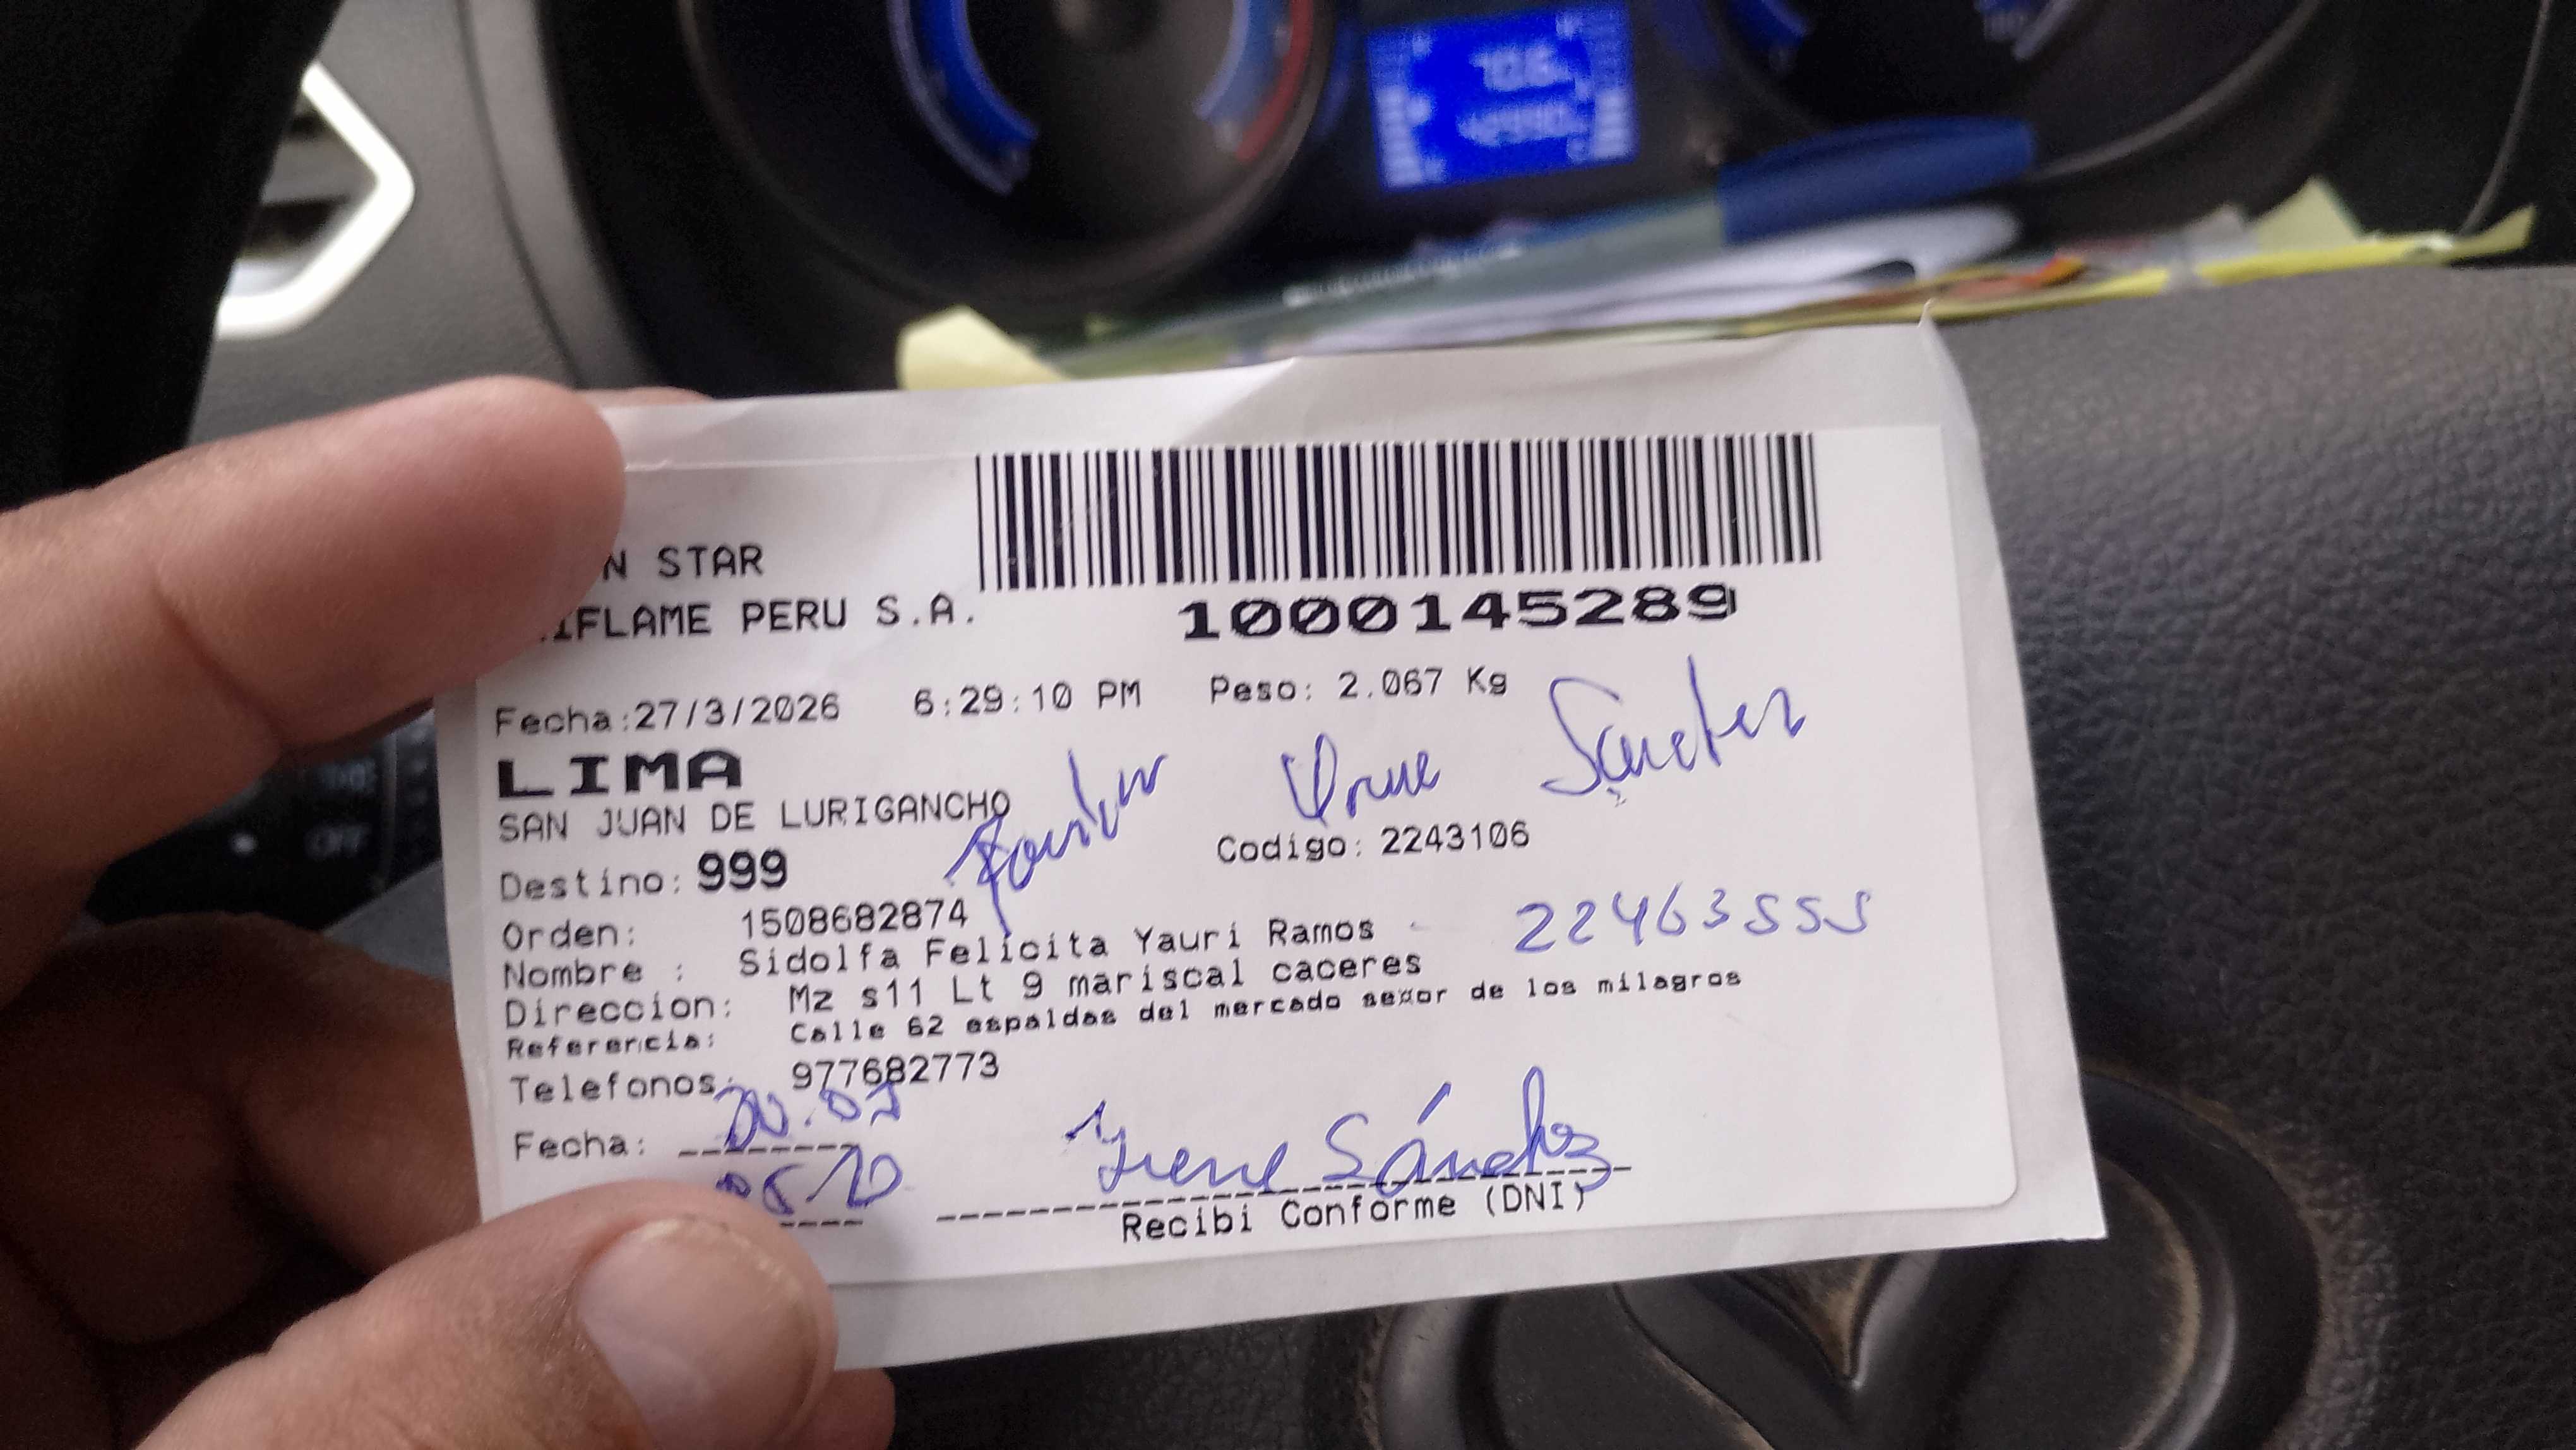 N STAR
IFLAME PERU S.A.
1000145289
Fecha:27/3/2026 6:29:10 PM Peso: 2.067 Kg
LIMA
SAN JUAN DE LURIGANCHO
Sanchez
Destino: 999 Codigo: 2243106
Orden: 1508682874
22463555
Nombre : Sidolfa Felicita Yauri Ramos
Direccion: Mz s11 Lt 9 mariscal caceres
Referencia: Calle 62 espaldas del mercado sexor de los milagros
Telefonos: 977682773
Fecha:
Irene Sánchez
Recibi Conforme (DNI)
OFF